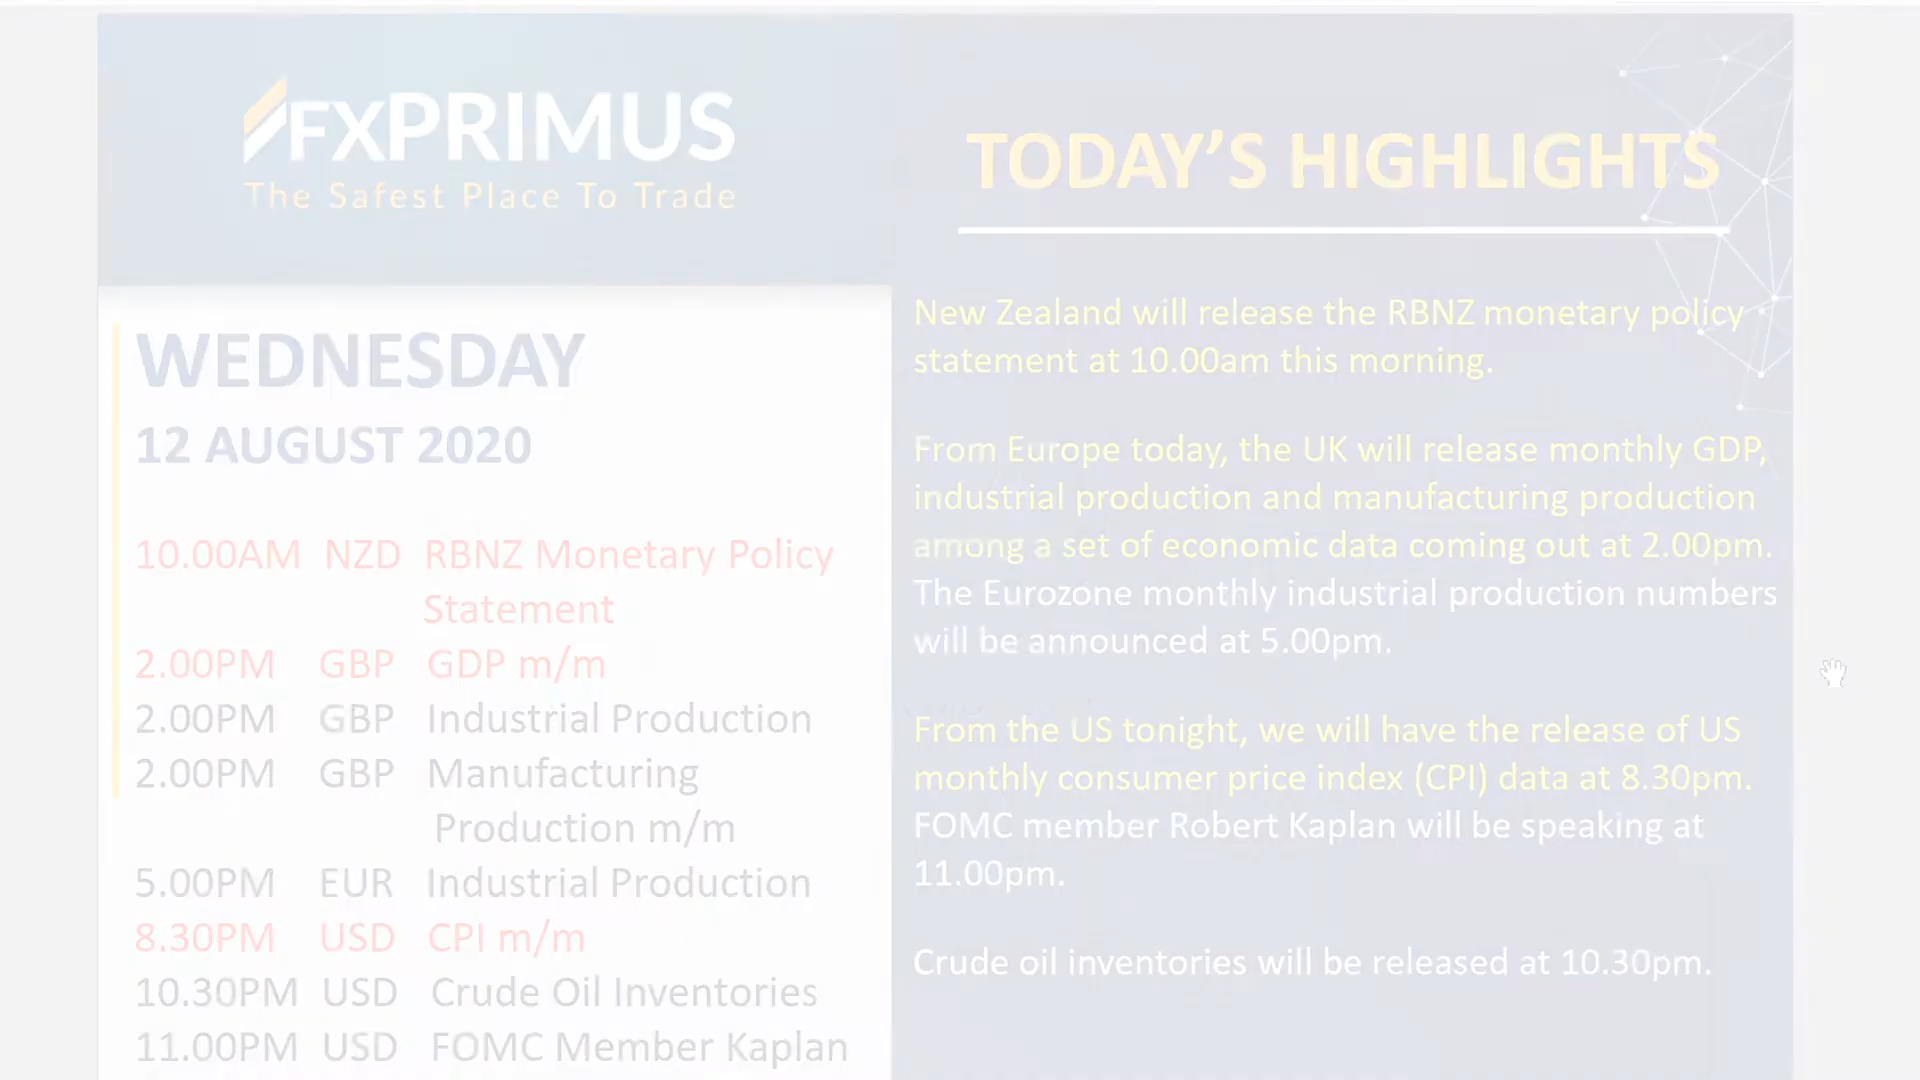 FXPRIMUS
The Safest Place To Trade
WEDNESDAY
12 AUGUST 2020
10.00AM NZD RBNZ Monetary Policy
Statement
2.00PM GBP GDP m/m
2.00PM GBP Industrial Production
2.00PM GBP Manufacturing
Production m/m
5.00PM EUR Industrial Production
8.30PM USD CPI m/m
10.30PM USD Crude Oil Inventories
11.00PM USD FOMC Member Kaplan
TODAY’S HIGHLIGHTS
New Zealand will release the RBNZ monetary policy
statement at 10.00am this morning.
From Europe today, the UK will release monthly GDP,
industrial production and manufacturing production
among a set of economic data coming out at 2.00pm.
The Eurozone monthly industrial production numbers
will be announced at 5.00pm.
From the US tonight, we will have the release of US
monthly consumer price index (CPI) data at 8.30pm.
FOMC member Robert Kaplan will be speaking at
11.00pm.
Crude oil inventories will be released at 10.30pm.